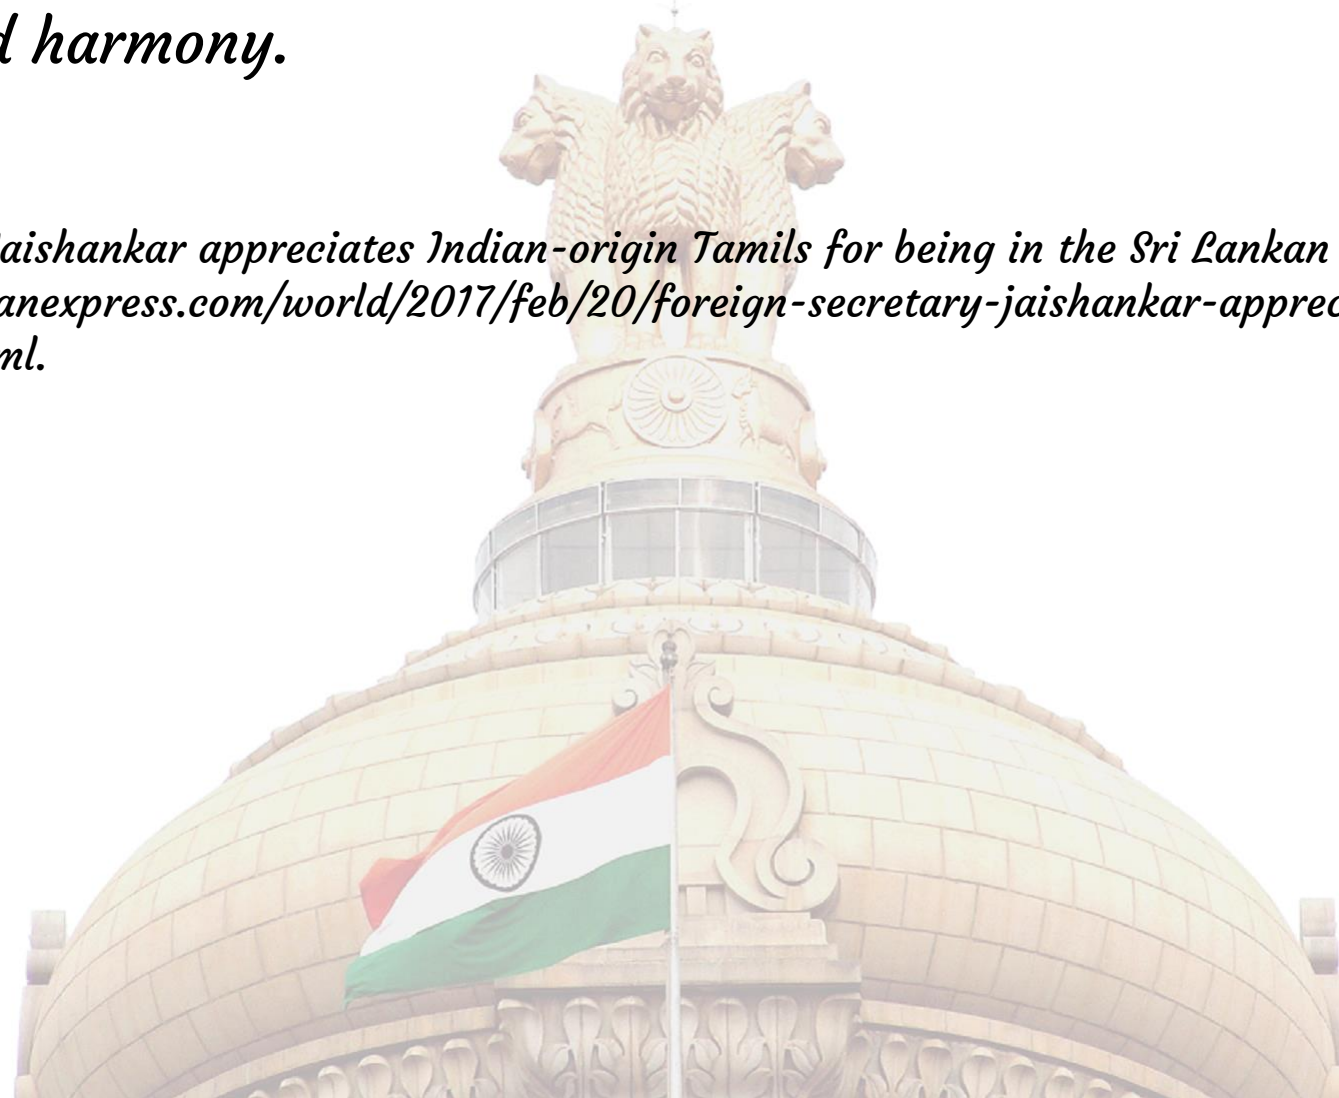 d harmony.
aishankar appreciates Indian-origin Tamils for being in the Sri Lankan
anexpress.com/world/2017/feb/20/foreign-secretary-jaishankar-apprec
ml.